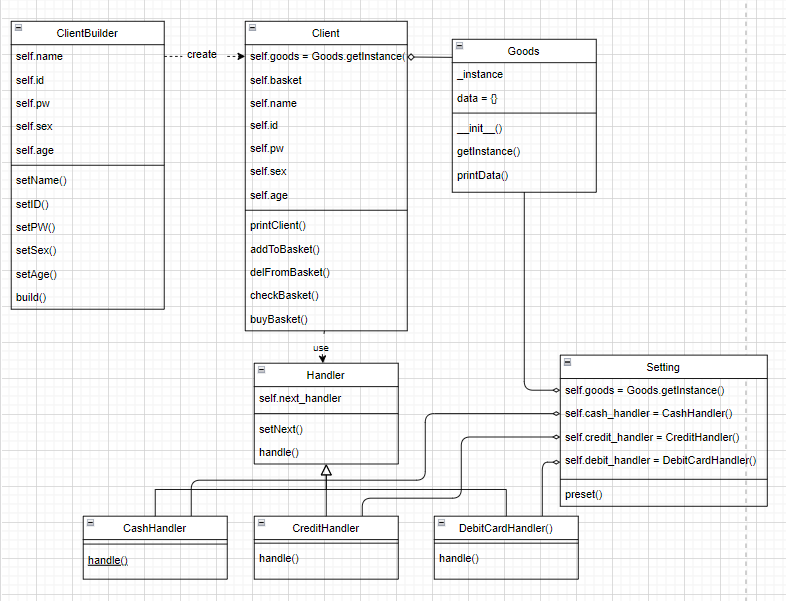 ClientBuilder
self.name
self.id
self.pw
self.sex
self.age
setName()
setID()
setPW()
setSex()
setAge()
build()
create
Client
self.goods = Goods.getInstance(
self.basket
self.name
self.id
self.pw
self.sex
self.age
printClient()
addToBasket()
delFromBasket()
checkBasket()
buyBasket()
Goods
_instance
data = {}
__init__()
getInstance()
printData()
use
Handler
self.next_handler
setNext()
handle()
Setting
self.goods = Goods.getInstance()
self.cash_handler = CashHandler()
self.credit_handler = CreditHandler()
self.debit_handler = DebitCardHandler()
preset()
CashHandler
handle()
CreditHandler
handle()
DebitCardHandler()
handle()